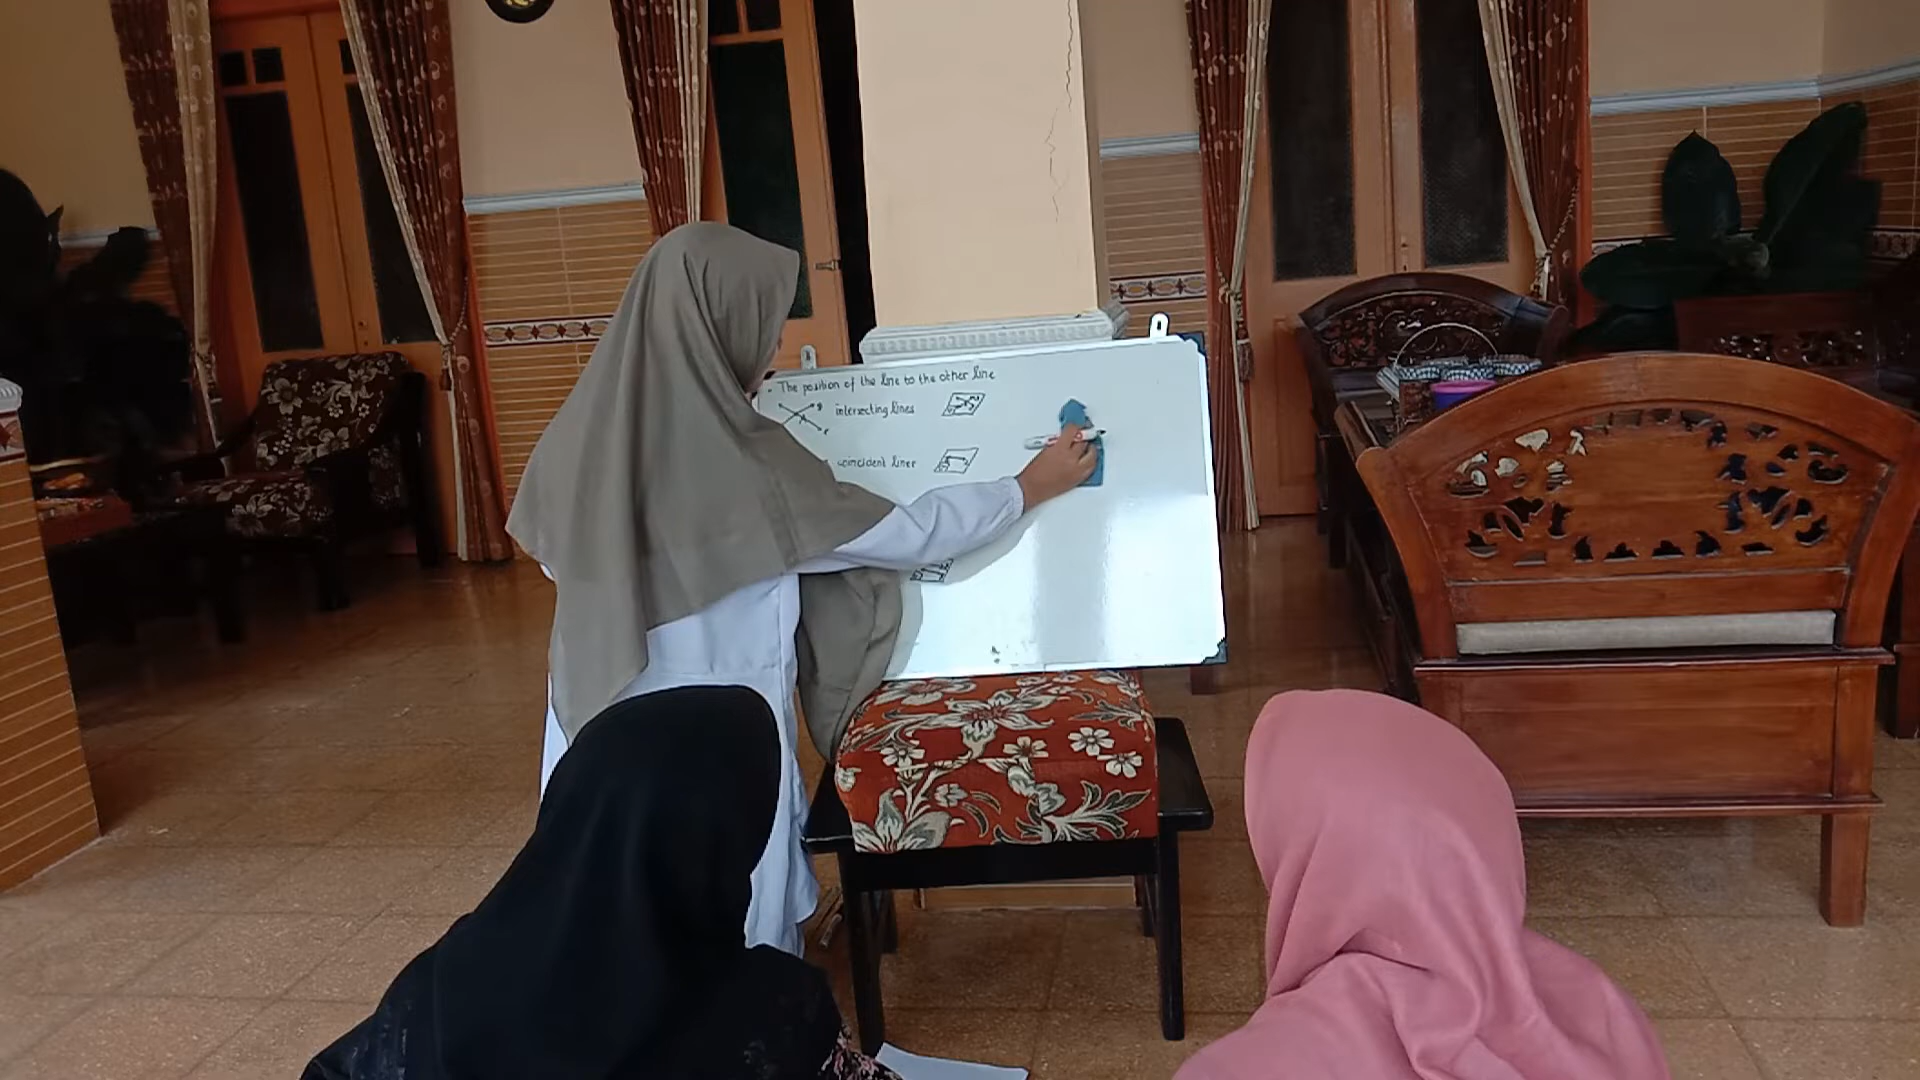 . The position of the line to the other line
intersecting lines
coincident lines